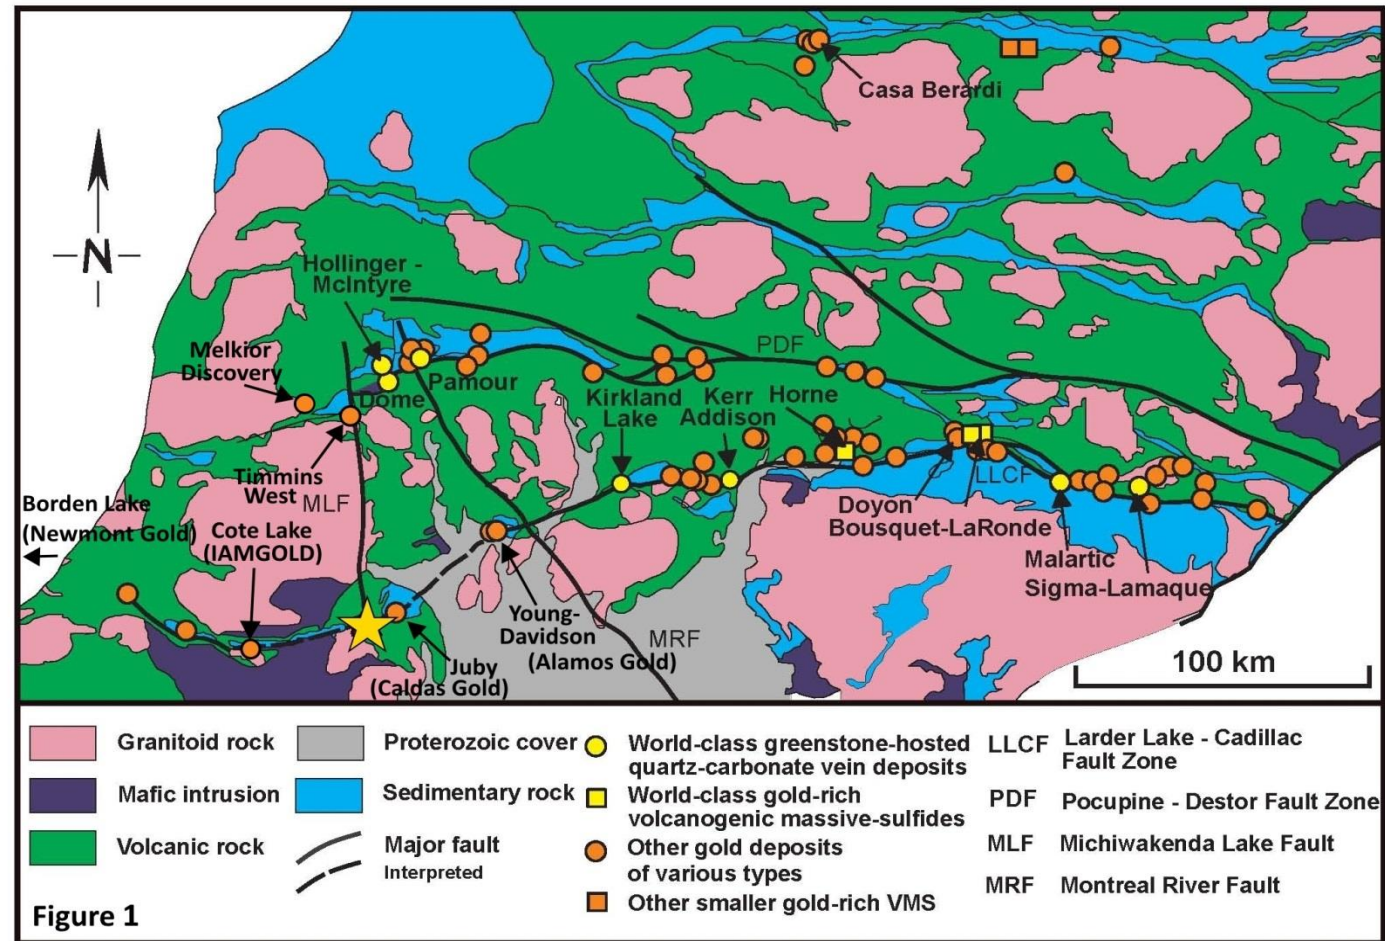 Casa Berardi
N
Hollinger -
McIntyre
Melkior
Discovery
PDF
Pamour
Dome
Kirkland
Lake
Kerr
Addison
Horne
Timmins
West
MLF
LLCF
Borden Lake
(Newmont Gold)
Cote Lake
(IAMGOLD)
Doyon
Bousquet-LaRonde
Malartic
Sigma-Lamaque
Young-
Davidson
(Alamos Gold)
MRF
Juby
(Caldas Gold)
100 km
Granitoid rock
Mafic intrusion
Volcanic rock
Proterozoic cover
Sedimentary rock
Major fault
Interpreted
World-class greenstone-hosted
quartz-carbonate vein deposits
World-class gold-rich
volcanogenic massive-sulfides
Other gold deposits
of various types
Other smaller gold-rich VMS
LLCF Larder Lake - Cadillac
Fault Zone
PDF Pocupine - Destor Fault Zone
MLF Michiwakenda Lake Fault
MRF Montreal River Fault
Figure 1